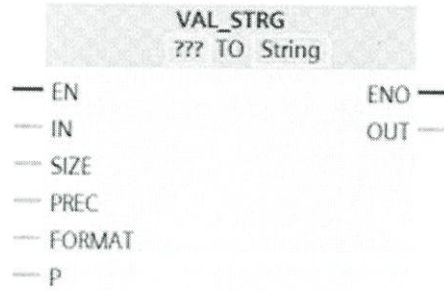 VAL_STRG
??? TO String
EN
ENO
IN
OUT
SIZE
PREC
FORMAT
P